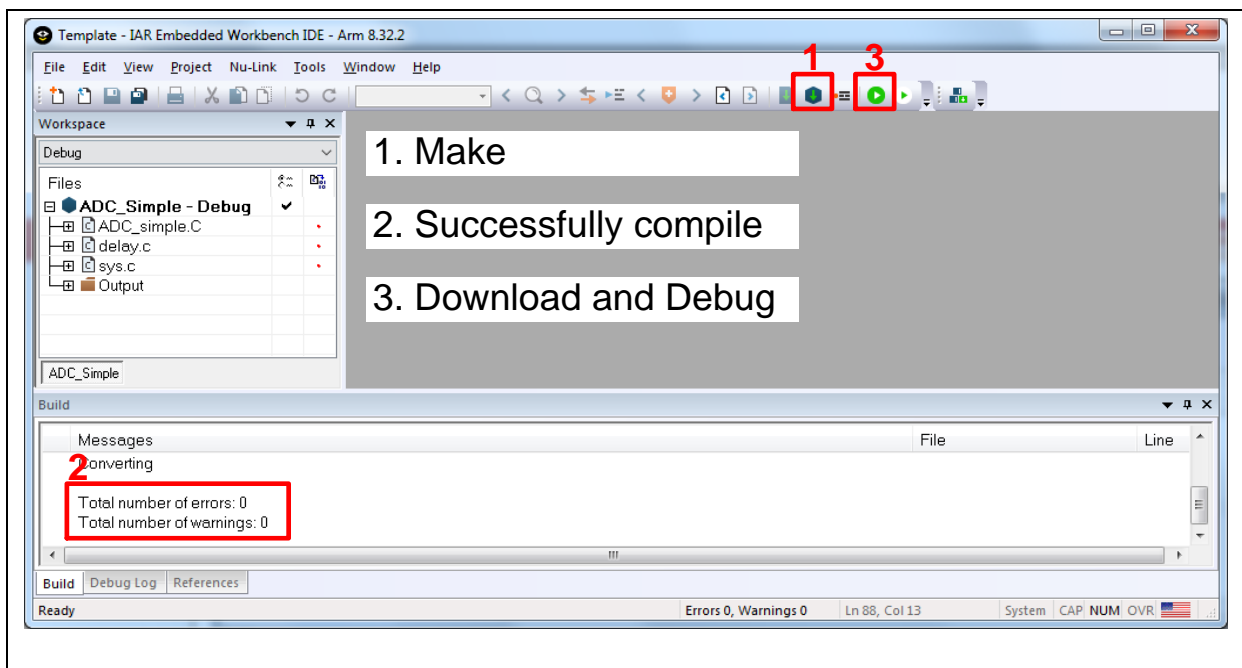 Template - IAR Embedded Workbench IDE - Arm 8.32.2
File Edit View Project Nu-Link Tools Window Help
1 3
Workspace
Debug
Files
ADC_Simple - Debug
ADC_simple.C
delay.c
sys.c
Output
ADC_Simple
1. Make
2. Successfully compile
3. Download and Debug
Build
Messages File Line
2
Converting
Total number of errors: 0
Total number of warnings: 0
Build Debug Log References
Ready Errors 0, Warnings 0 Ln 88, Col 13 System CAP NUM OVR